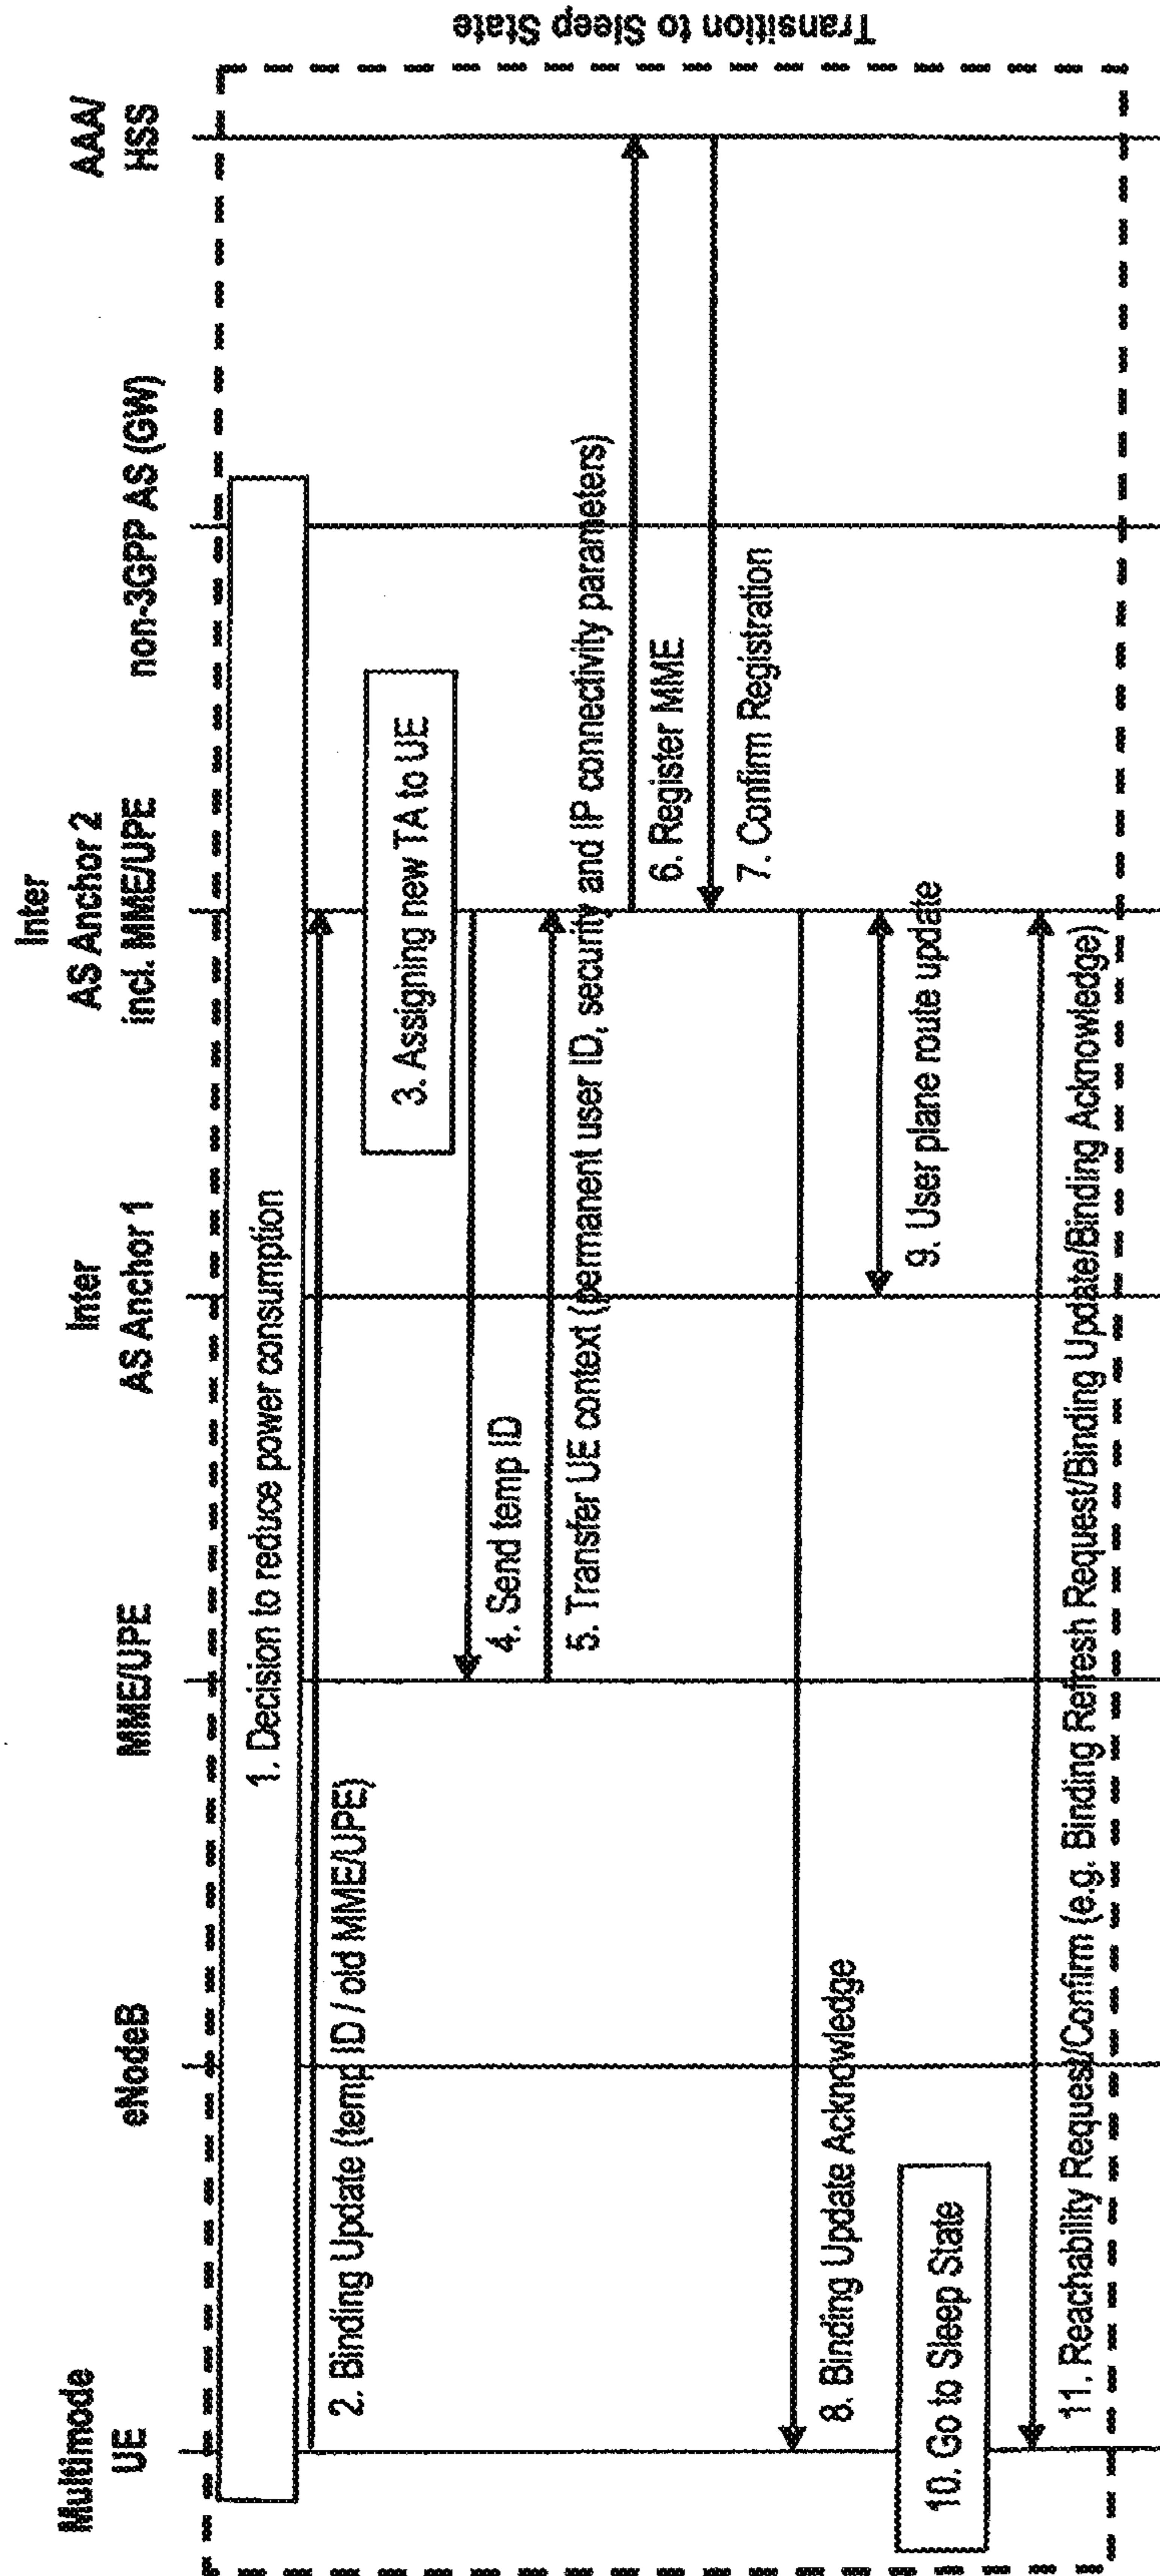 Multimode
UE
eNodeB
MME/UPE
Inter
AS Anchor 1
Inter
AS Anchor 2
incl. MME/UPE
non-3GPP AS (GW)
AAA/
HSS
1. Decision to reduce power consumption
2. Binding Update (temp ID / old MME/UPE)
3. Assigning new TA to UE
4. Send temp ID
5. Transfer UE context (permanent user ID, security and IP connectivity parameters)
6. Register MME
7. Confirm Registration
8. Binding Update Acknowledge
9. User plane route update
10. Go to Sleep State
11. Reachability Request/Confirm (e.g. Binding Refresh Request/Binding Update/Binding Acknowledge)
Transition to Sleep State